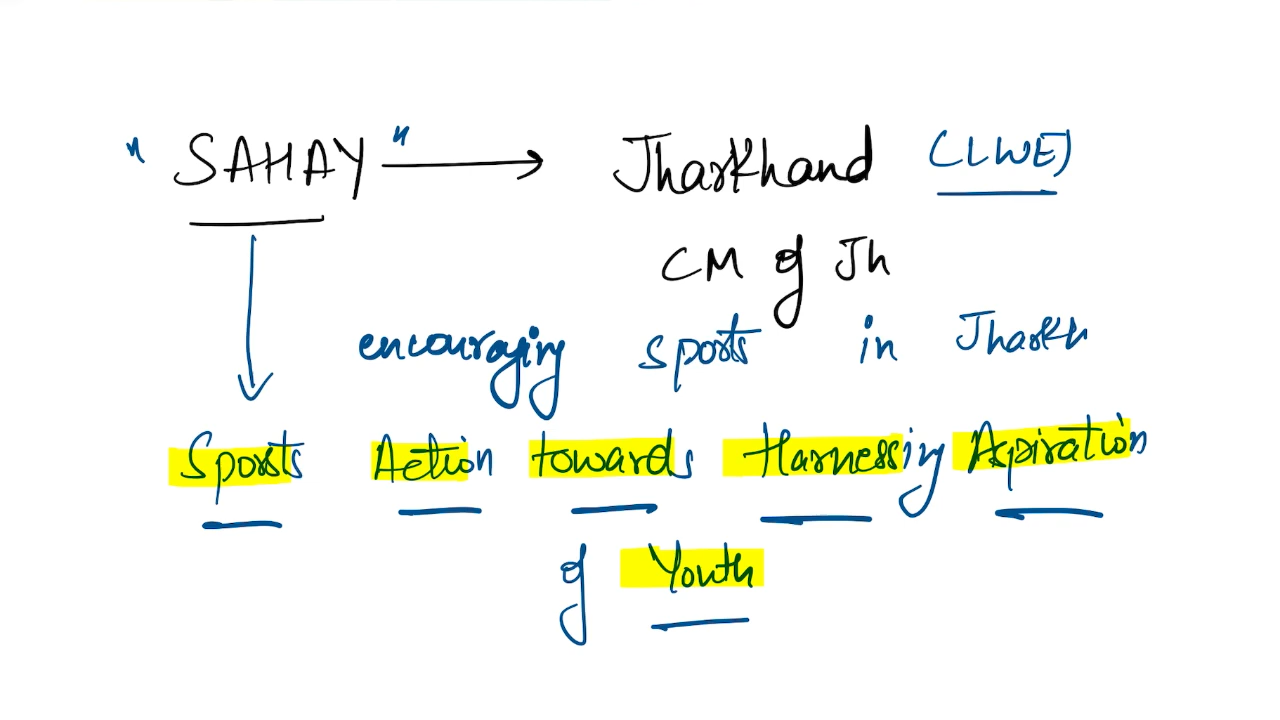 "SAHAY" → Jharkhand (LWE)
CM of Jh
encouraging sports in Jharkh
Sports Action towards Harnessing Aspiration
of Youth